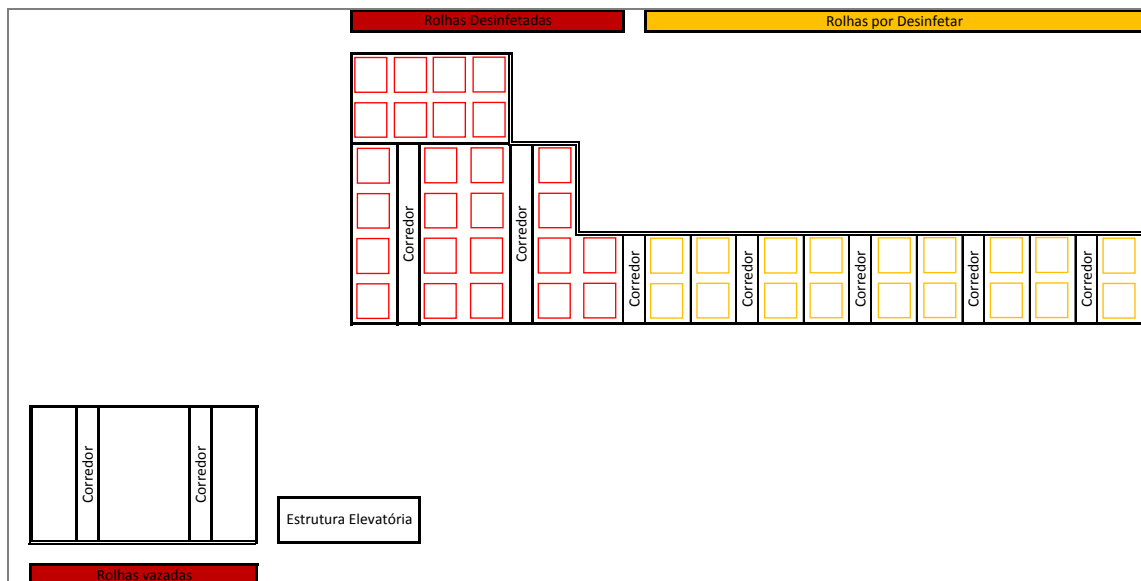 Rolhas Desinfetadas
Rolhas por Desinfetar
Corredor
Corredor
Corredor
Corredor
Corredor
Corredor
Corredor
Corredor
Corredor
Estrutura Elevatória
Rolhas vazadas